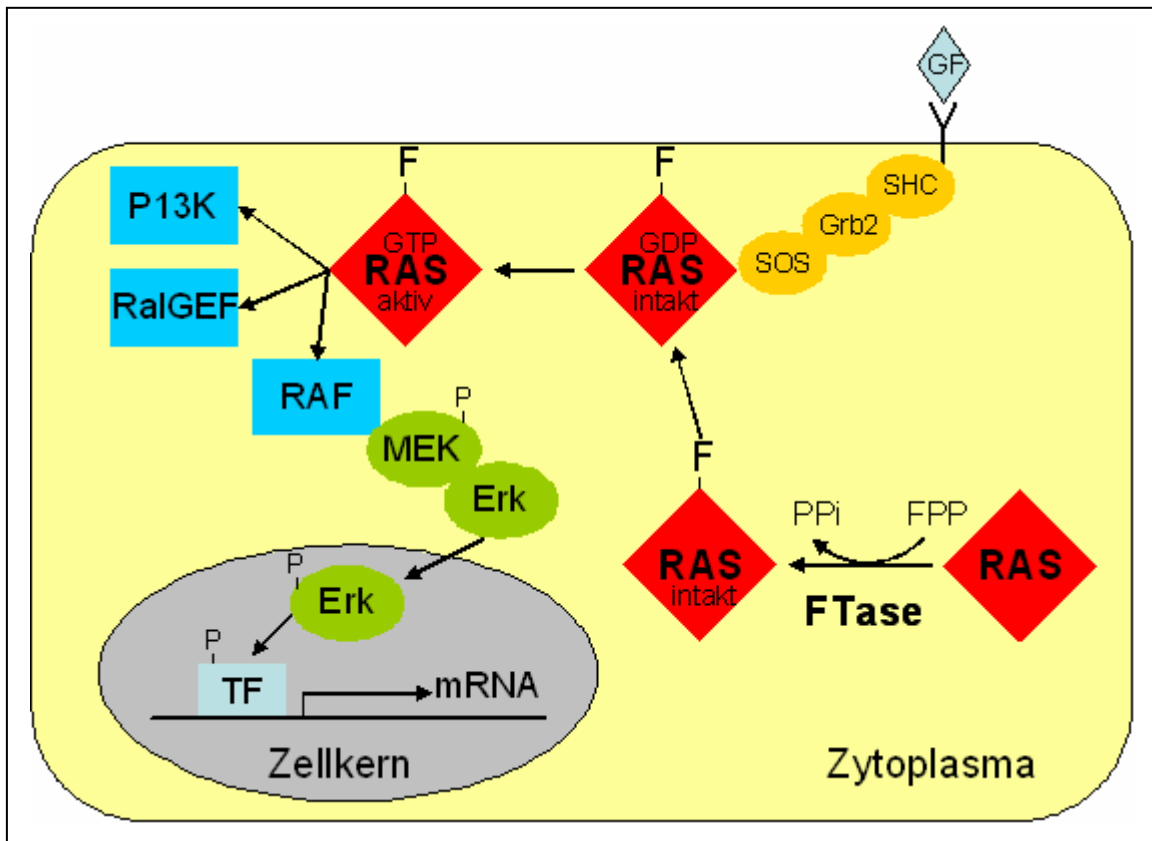 GF
F
F
SHC
P13K
Grb2
GTP
RAS
aktiv
GDP
RAS
intakt
SOS
RalGEF
RAF
P
MEK
Erk
F
PPi
FPP
RAS
intakt
RAS
FTase
P
Erk
P
TF
mRNA
Zellkern
Zytoplasma